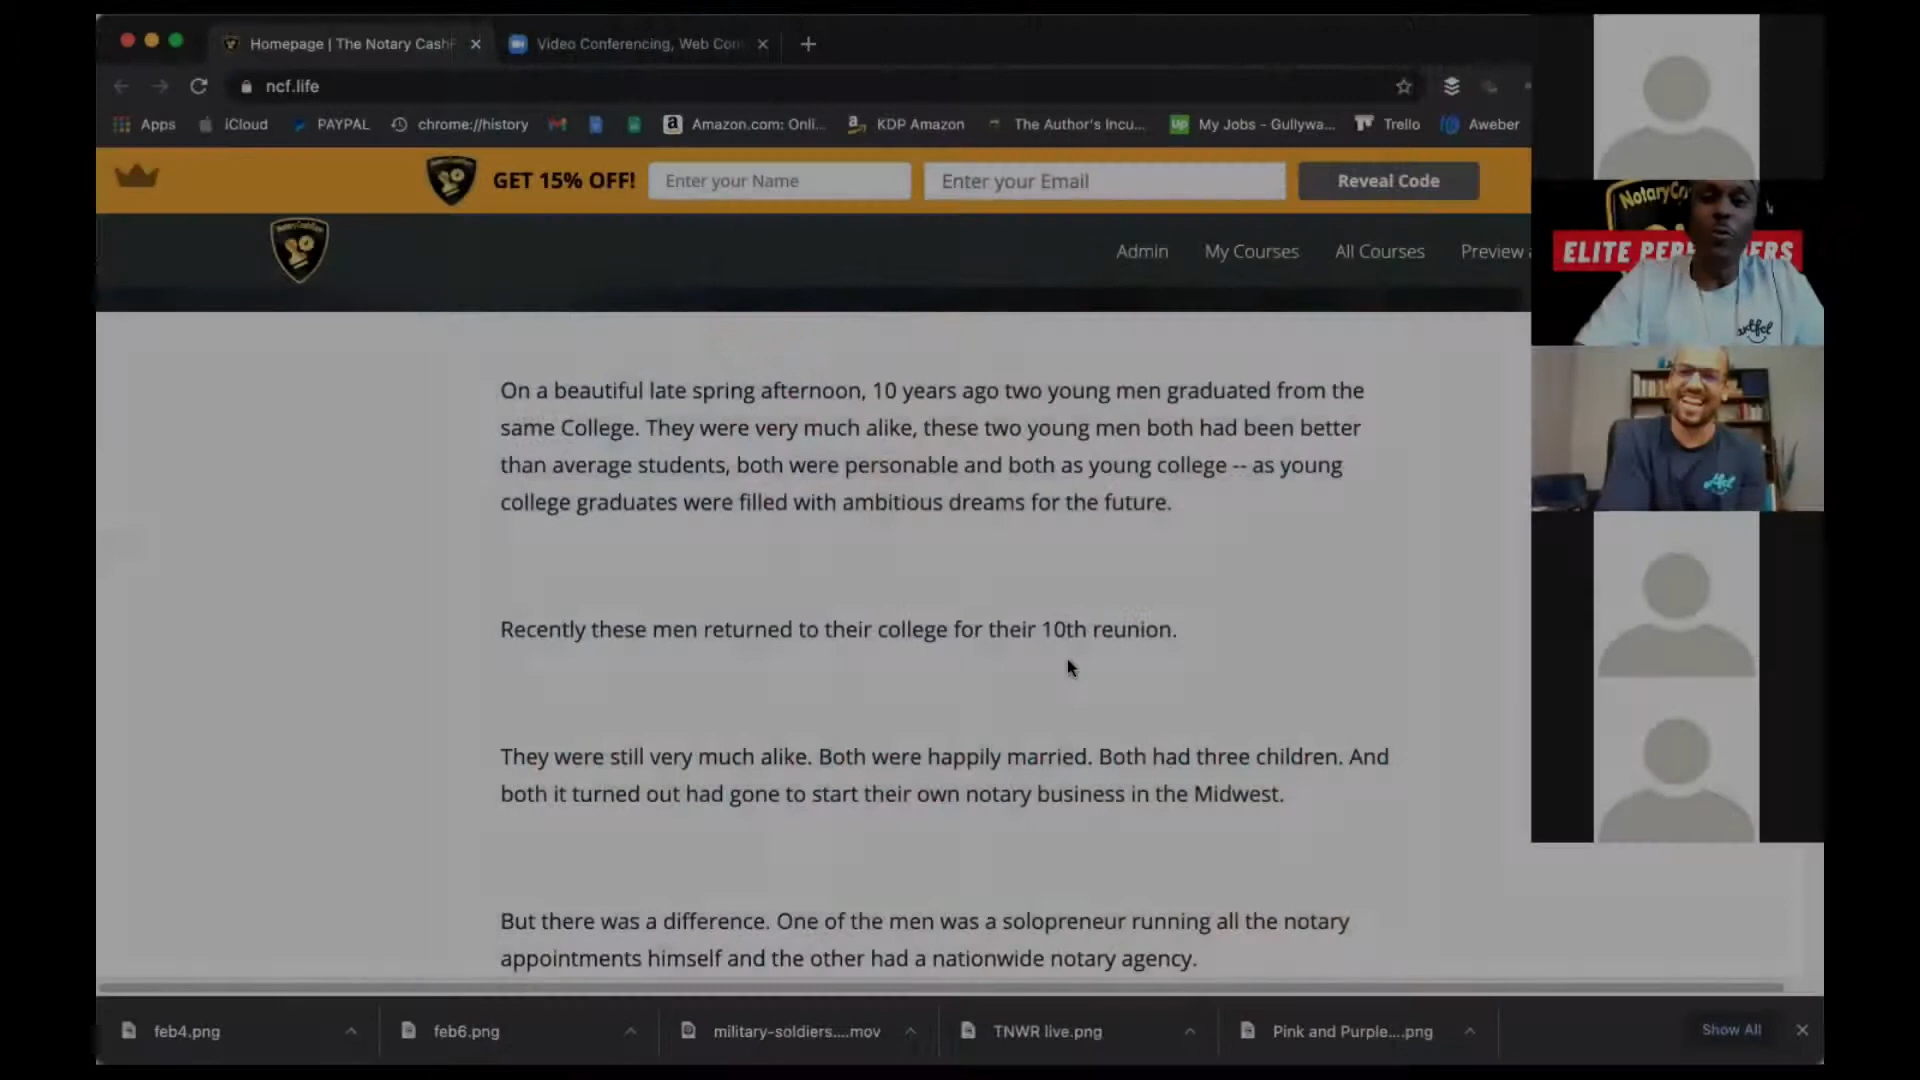 Homepage | The Notary CashF
Video Conferencing, Web Con
ncf.life
Apps iCloud PAYPAL chrome://history Amazon.com: Onli... KDP Amazon The Author's Incu... My Jobs - Gullywa... Trello Aweber
GET 15% OFF! Enter your Name Enter your Email Reveal Code
Admin My Courses All Courses Preview
ELITE
On a beautiful late spring afternoon, 10 years ago two young men graduated from the
same College. They were very much alike, these two young men both had been better
than average students, both were personable and both as young college -- as young
college graduates were filled with ambitious dreams for the future.
Recently these men returned to their college for their 10th reunion.
They were still very much alike. Both were happily married. Both had three children. And
both it turned out had gone to start their own notary business in the Midwest.
But there was a difference. One of the men was a solopreneur running all the notary
appointments himself and the other had a nationwide notary agency.
feb4.png feb6.png military-soldiers....mov TNWR live.png Pink and Purple....png Show All